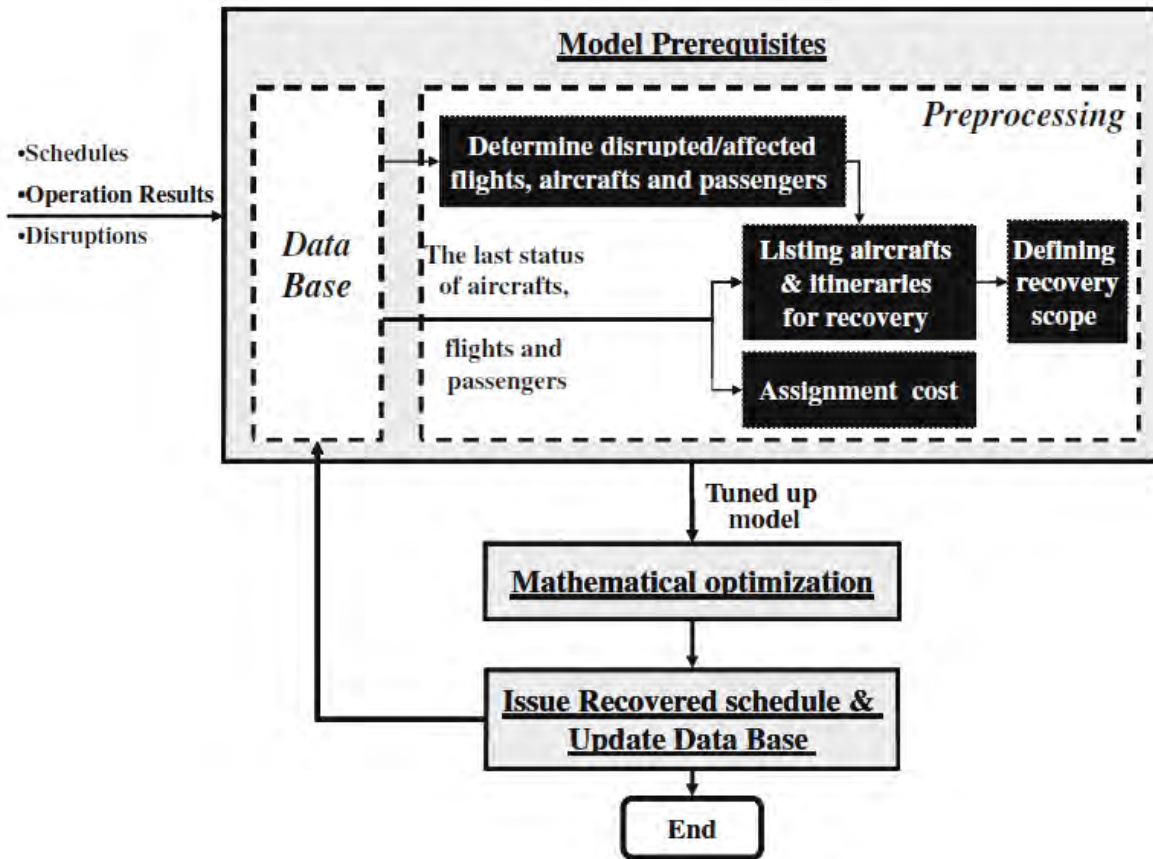 Model Prerequisites
Preprocessing
•Schedules
•Operation Results
•Disruptions
Data
Base
Determine disrupted/affected
flights, aircrafts and passengers
The last status
of aircrafts,
flights and
passengers
Listing aircrafts
& itineraries
for recovery
Defining
recovery
scope
Assignment cost
Tuned up
model
Mathematical optimization
Issue Recovered schedule &
Update Data Base
End